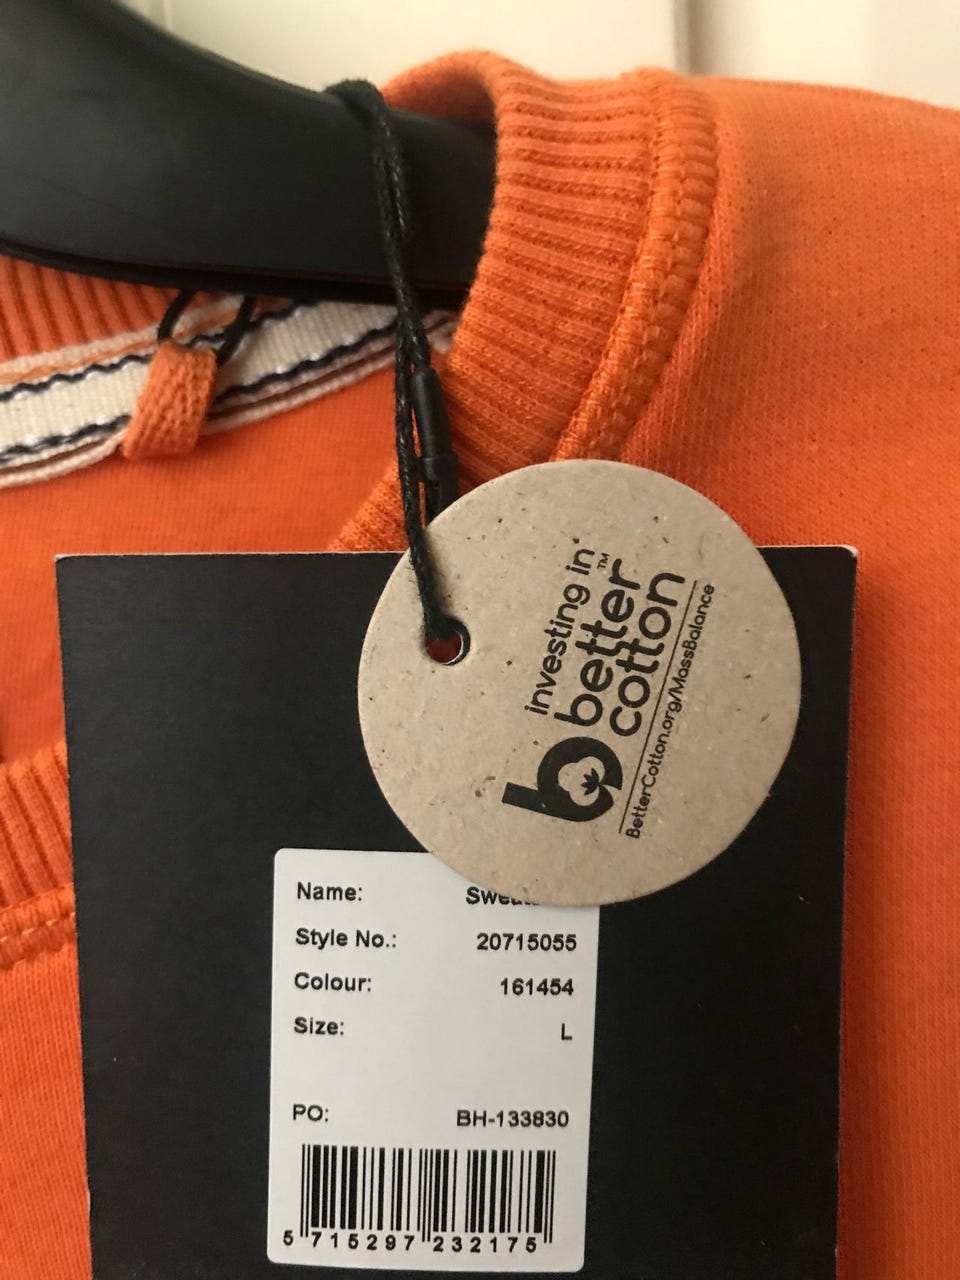 investing in
better™
cotton
BetterCotton.org/MassBalance
Name:
Style No.: 20715055
Colour: 161454
Size: L
PO: BH-133830
5 715297 232175